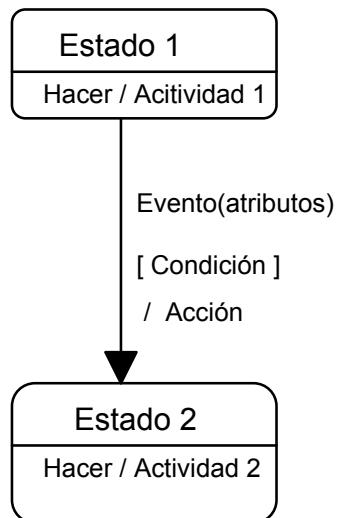 Estado 1
Hacer / Acitividad 1
Evento(atributos)
[ Condición ]
/ Acción
Estado 2
Hacer / Actividad 2